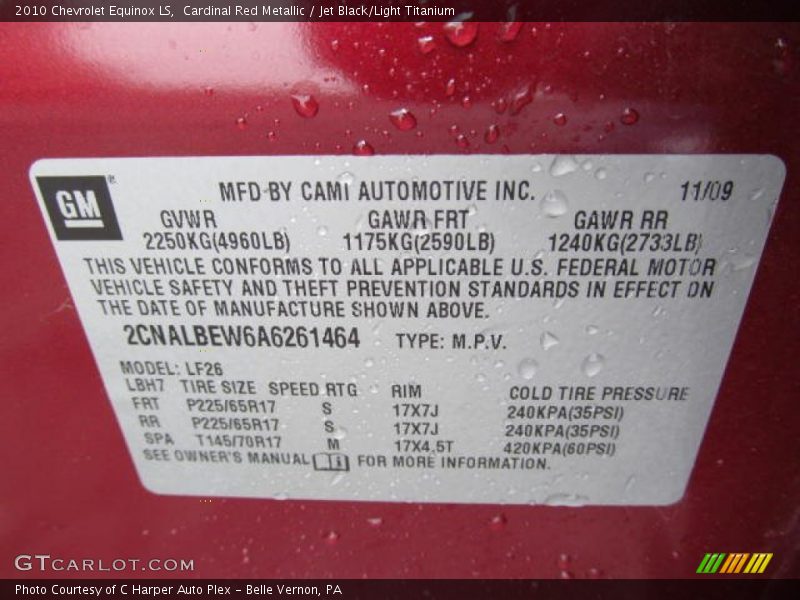 2010 Chevrolet Equinox LS, Cardinal Red Metallic / Jet Black/Light Titanium
GM®
MFD BY CAMI AUTOMOTIVE INC. 11/09
GVWR GAWR FRT GAWR RR
2250KG(4960LB) 1175KG(2590LB) 1240KG(2733LB)
THIS VEHICLE CONFORMS TO ALL APPLICABLE U.S. FEDERAL MOTOR
VEHICLE SAFETY AND THEFT PREVENTION STANDARDS IN EFFECT ON
THE DATE OF MANUFACTURE SHOWN ABOVE.
2CNALBEW6A6261464 TYPE: M.P.V.
MODEL: LF26
LBH7 TIRE SIZE SPEED RTG RIM COLD TIRE PRESSURE
FRT P225/65R17 S 17X7J 240KPA(35PSI)
RR P225/65R17 S 17X7J 240KPA(35PSI)
SPA T145/70R17 M 17X4.5T 420KPA(60PSI)
SEE OWNER'S MANUAL FOR MORE INFORMATION.
GTCARLOT.COM
Photo Courtesy of C Harper Auto Plex - Belle Vernon, PA